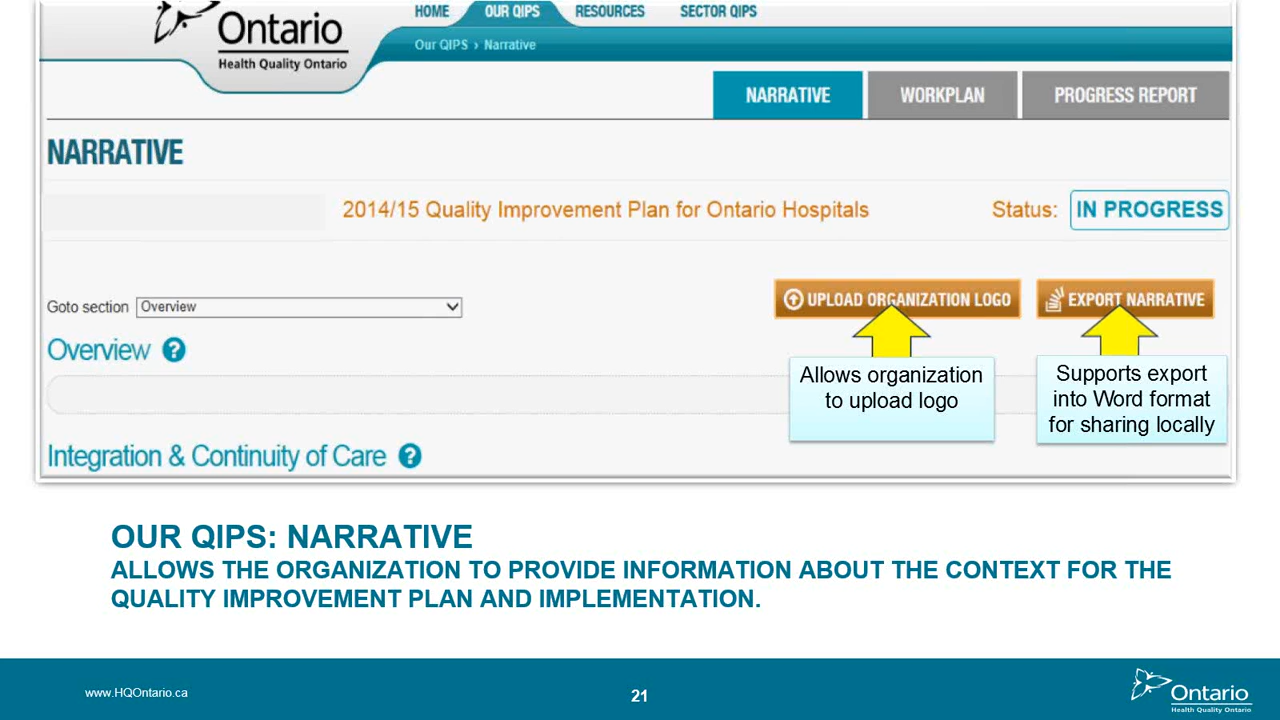 HOME OUR QIPS RESOURCES SECTOR QIPS
Ontario
Health Quality Ontario
Our QIPS › Narrative
NARRATIVE WORKPLAN PROGRESS REPORT
NARRATIVE
2014/15 Quality Improvement Plan for Ontario Hospitals Status: IN PROGRESS
Goto section Overview
UPLOAD ORGANIZATION LOGO EXPORT NARRATIVE
Overview ?
Allows organization
to upload logo
Supports export
into Word format
for sharing locally
Integration & Continuity of Care ?
OUR QIPS: NARRATIVE
ALLOWS THE ORGANIZATION TO PROVIDE INFORMATION ABOUT THE CONTEXT FOR THE
QUALITY IMPROVEMENT PLAN AND IMPLEMENTATION.
www.HQOntario.ca
21
Ontario
Health Quality Ontario